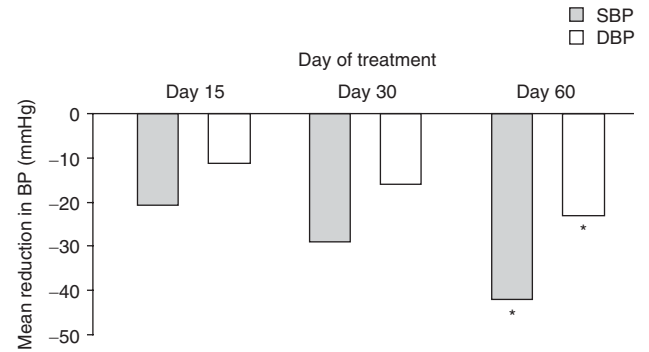 SBP
DBP
Day of treatment
Day 15 Day 30 Day 60
Mean reduction in BP (mmHg)
0
–10
–20
–30
–40
–50
*
*